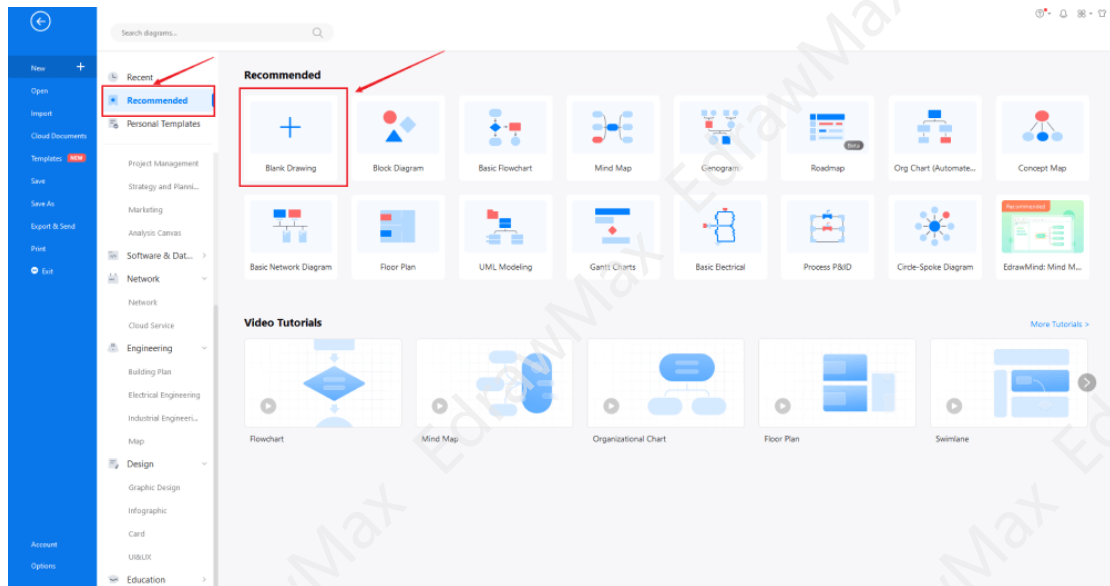 Search diagrams...
New +
Open
Import
Cloud Documents
Templates NEW
Save
Save As
Export & Send
Print
Exit
Account
Options
Recent
Recommended
Personal Templates
Project Management
Strategy and Planni...
Marketing
Analysis Canvas
Software & Dat...
Network
Network
Cloud Service
Engineering
Building Plan
Electrical Engineering
Industrial Engineeri...
Map
Design
Graphic Design
Infographic
Card
UI&UX
Education
Recommended
Blank Drawing
Block Diagram
Basic Flowchart
Mind Map
Genogram
Beta
Roadmap
Org Chart (Automate...
Concept Map
Basic Network Diagram
Floor Plan
UML Modeling
Gantt Charts
Basic Electrical
Process P&ID
Circle-Spoke Diagram
Recommended
EdrawMind: Mind M...
Video Tutorials
More Tutorials >
Flowchart
Mind Map
Organizational Chart
Floor Plan
Swimlane
EdrawMax
EdrawMax